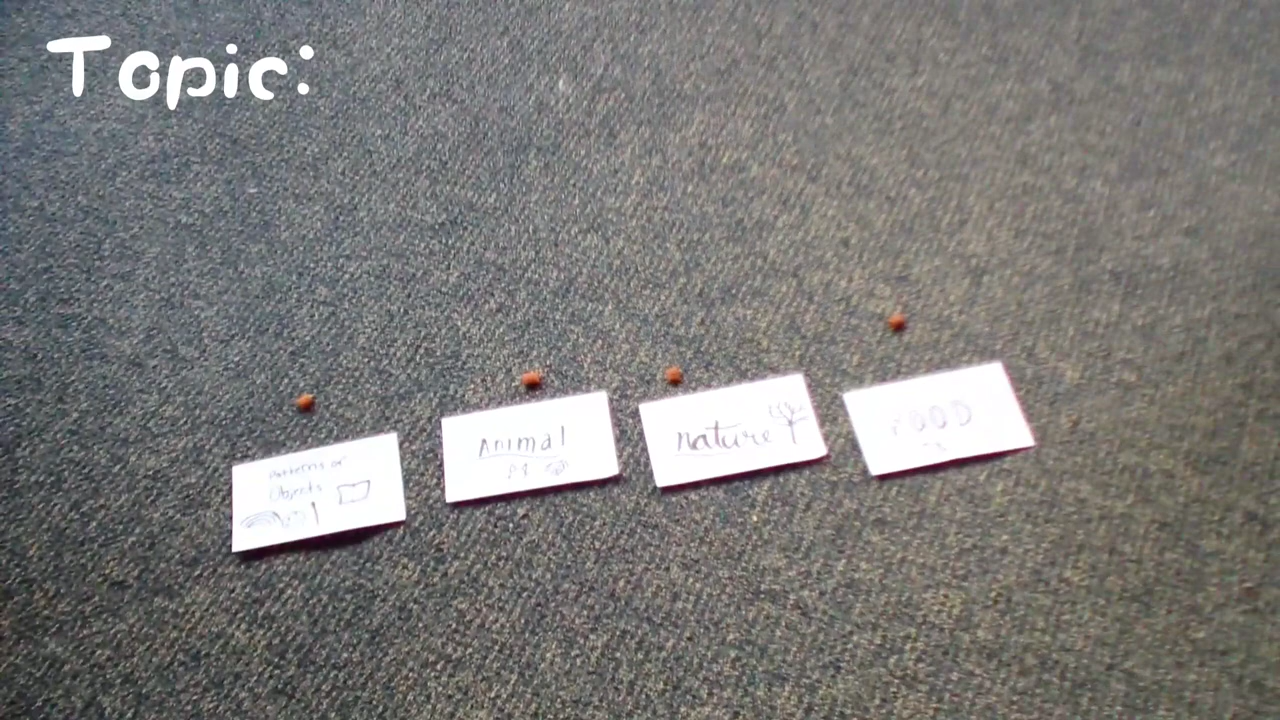 Topic:
Patterns or
Objects
Animal
nature
FOOD